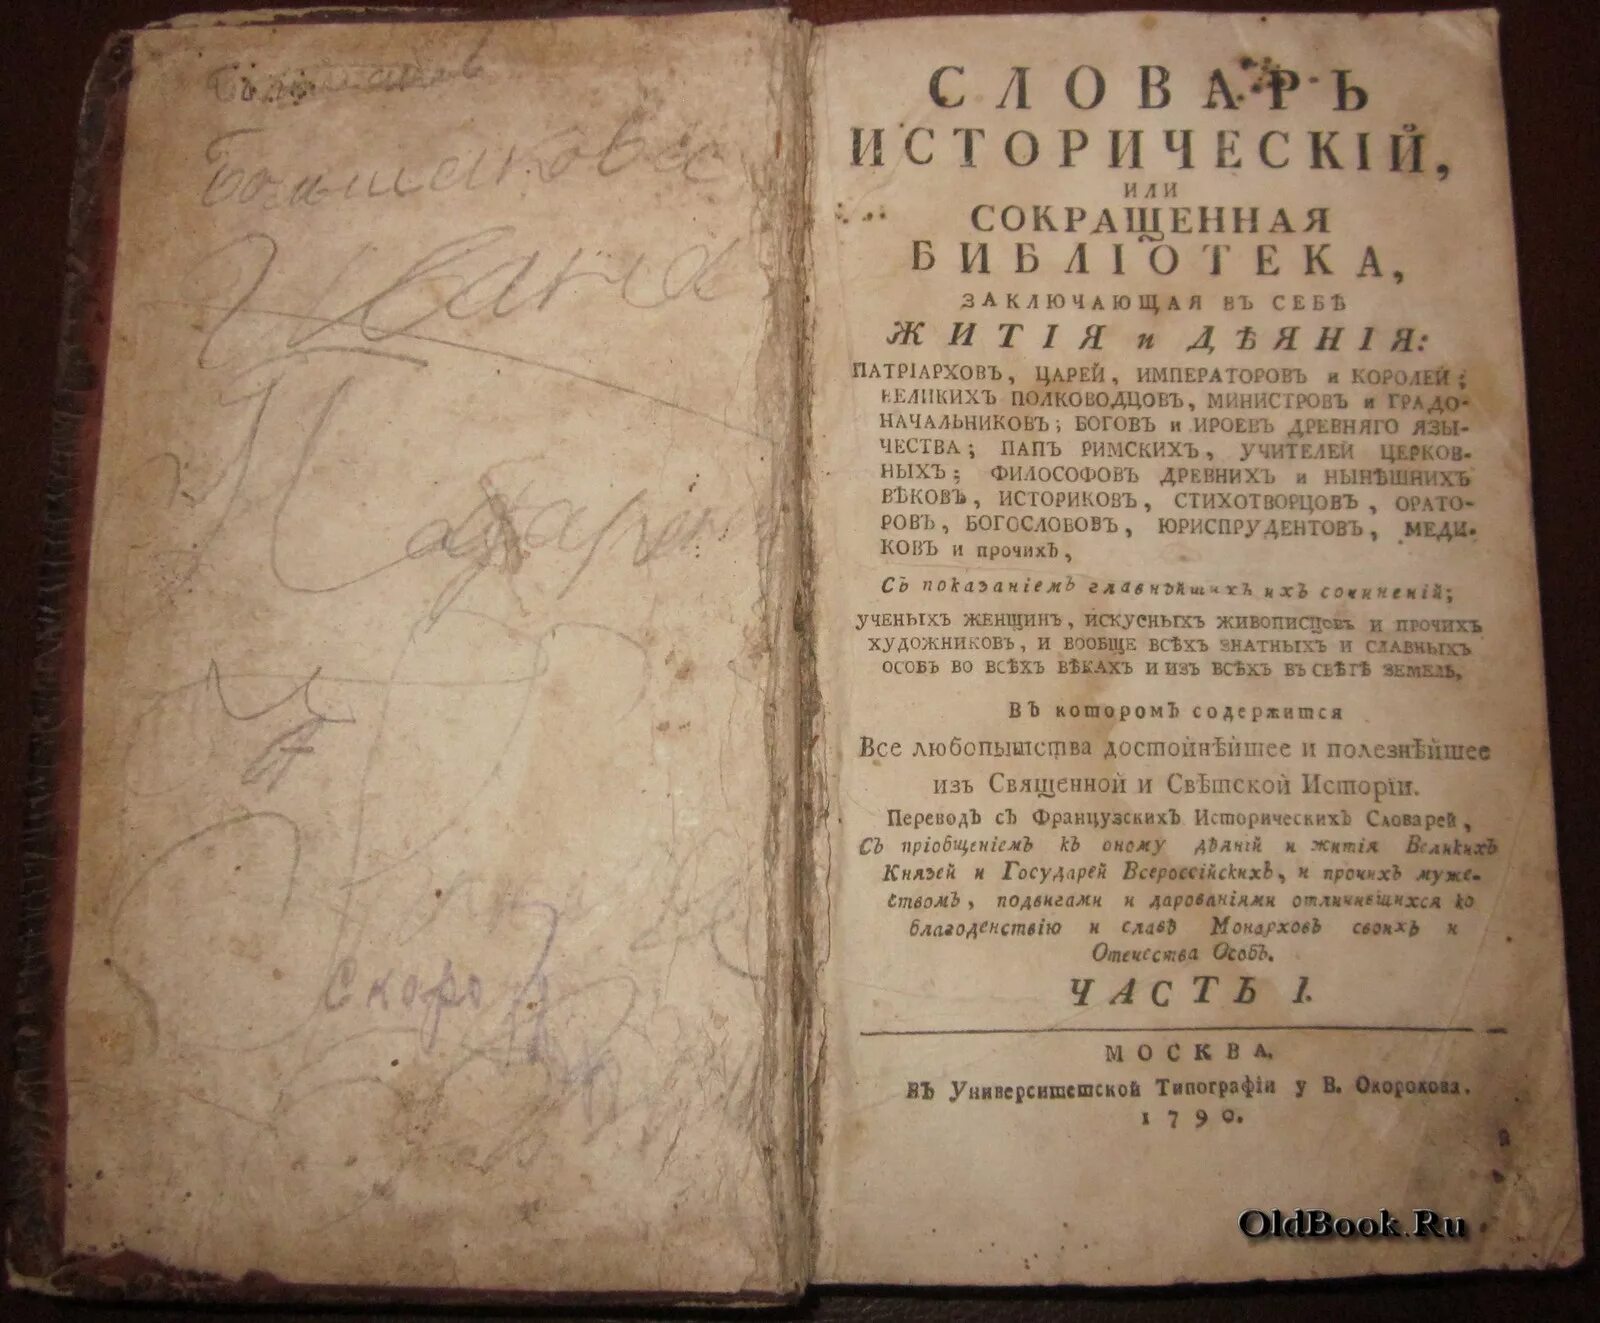 Большакова
Ивана
Скоро
СЛОВАРЬ
ИСТОРИЧЕСКІЙ,
ИЛИ
СОКРАЩЕННАЯ
БИБЛІОТЕКА,
ЗАКЛЮЧАЮЩАЯ ВЪ СЕБѢ
ЖИТІЯ и ДѢЯНІЯ:
ПАТРІАРХОВЪ, ЦАРЕЙ, ИМПЕРАТОРОВЪ и КОРОЛЕЙ;
ВЕЛИКИХЪ ПОЛКОВОДЦОВЪ, МИНИСТРОВЪ и ГРАДО-
НАЧАЛЬНИКОВЪ; БОГОВЪ и ИРОЕВЪ ДРЕВНЯГО ЯЗЫ-
ЧЕСТВА; ПАПЪ РИМСКИХЪ, УЧИТЕЛЕЙ ЦЕРКОВ-
НЫХЪ; ФИЛОСОФОВЪ ДРЕВНИХЪ и НЫНѢШНИХЪ
ВѢКОВЪ, ИСТОРИКОВЪ, СТИХОТВОРЦОВЪ, ОРАТО-
РОВЪ, БОГОСЛОВОВЪ, ЮРИСПРУДЕНТОВЪ, МЕДИ-
КОВЪ и прочихъ,
Съ показаніемъ главнѣйшихъ ихъ сочиненій;
УЧЕНЫХЪ ЖЕНЩИНЪ, ИСКУСНЫХЪ ЖИВОПИСЦОВЪ И ПРОЧИХЪ
ХУДОЖНИКОВЪ, И ВООБЩЕ ВСѢХЪ ЗНАТНЫХЪ И СЛАВНЫХЪ
ОСОБЪ ВО ВСѢХЪ ВѢКАХЪ И ИЗЪ ВСѢХЪ ВЪ СВѢТѢ ЗЕМЕЛЬ,
Въ которомъ содержится
Все любопытства достойнѣйшее и полезнѣйшее
изъ Священной и Свѣтской Исторіи.
Переводъ съ Французскихъ Историческихъ Словарей,
Съ пріобщеніемъ къ оному дѣяній и житія Великихъ
Князей и Государей Всероссійскихъ, и прочихъ муже-
ствомъ, подвигами и дарованіями отличившихся ко
благоденствію и славѣ Монарховъ своихъ и
Отечества Особъ.
ЧАСТЬ I.
МОСКВА.
Въ Университетской Типографіи у В. Окорокова.
1790.
OldBook.Ru